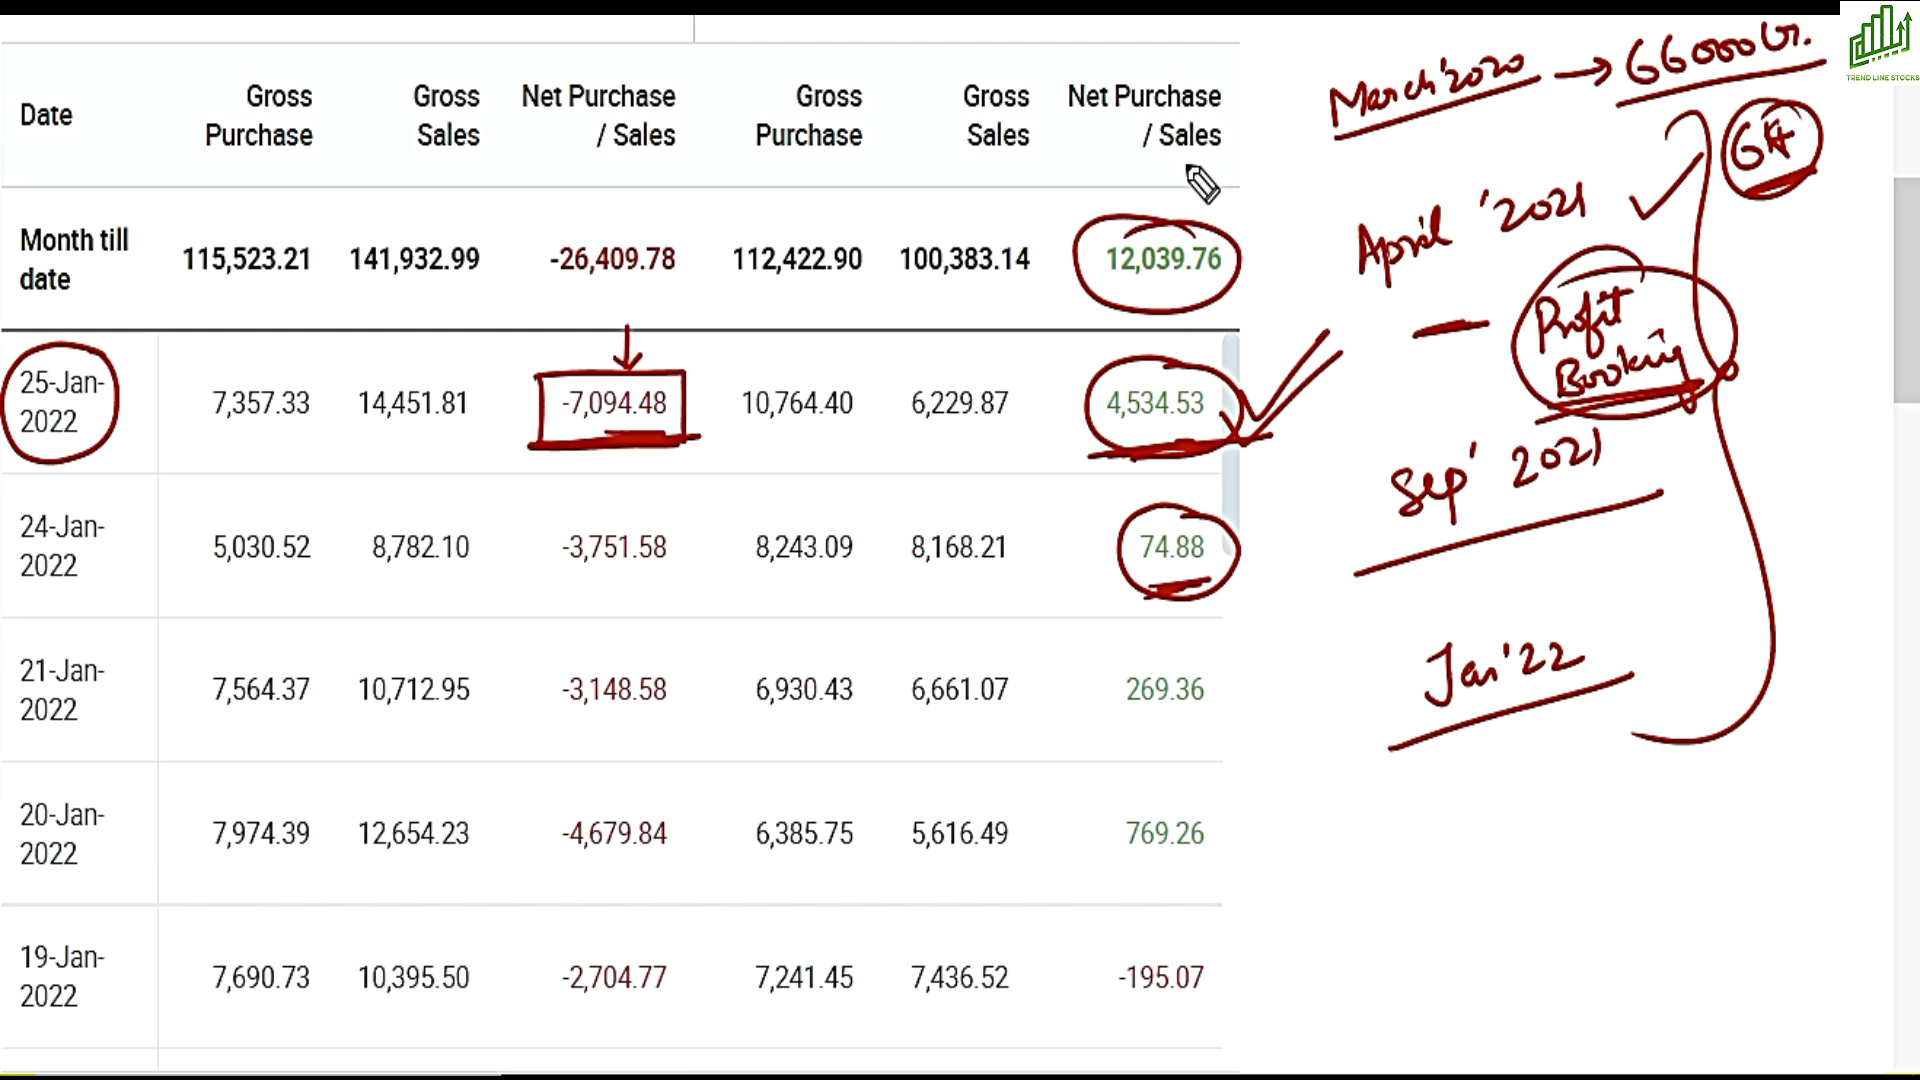 TREND LINE STOCKS
Date Gross Purchase Gross Sales Net Purchase / Sales Gross Purchase Gross Sales Net Purchase / Sales
Month till date 115,523.21 141,932.99 -26,409.78 112,422.90 100,383.14 12,039.76
25-Jan-2022 7,357.33 14,451.81 -7,094.48 10,764.40 6,229.87 4,534.53
24-Jan-2022 5,030.52 8,782.10 -3,751.58 8,243.09 8,168.21 74.88
21-Jan-2022 7,564.37 10,712.95 -3,148.58 6,930.43 6,661.07 269.36
20-Jan-2022 7,974.39 12,654.23 -4,679.84 6,385.75 5,616.49 769.26
19-Jan-2022 7,690.73 10,395.50 -2,704.77 7,241.45 7,436.52 -195.07
March'2020 → 66000 Cr.
April '2021
- Profit
Booking
Sep' 2021
Jan'22